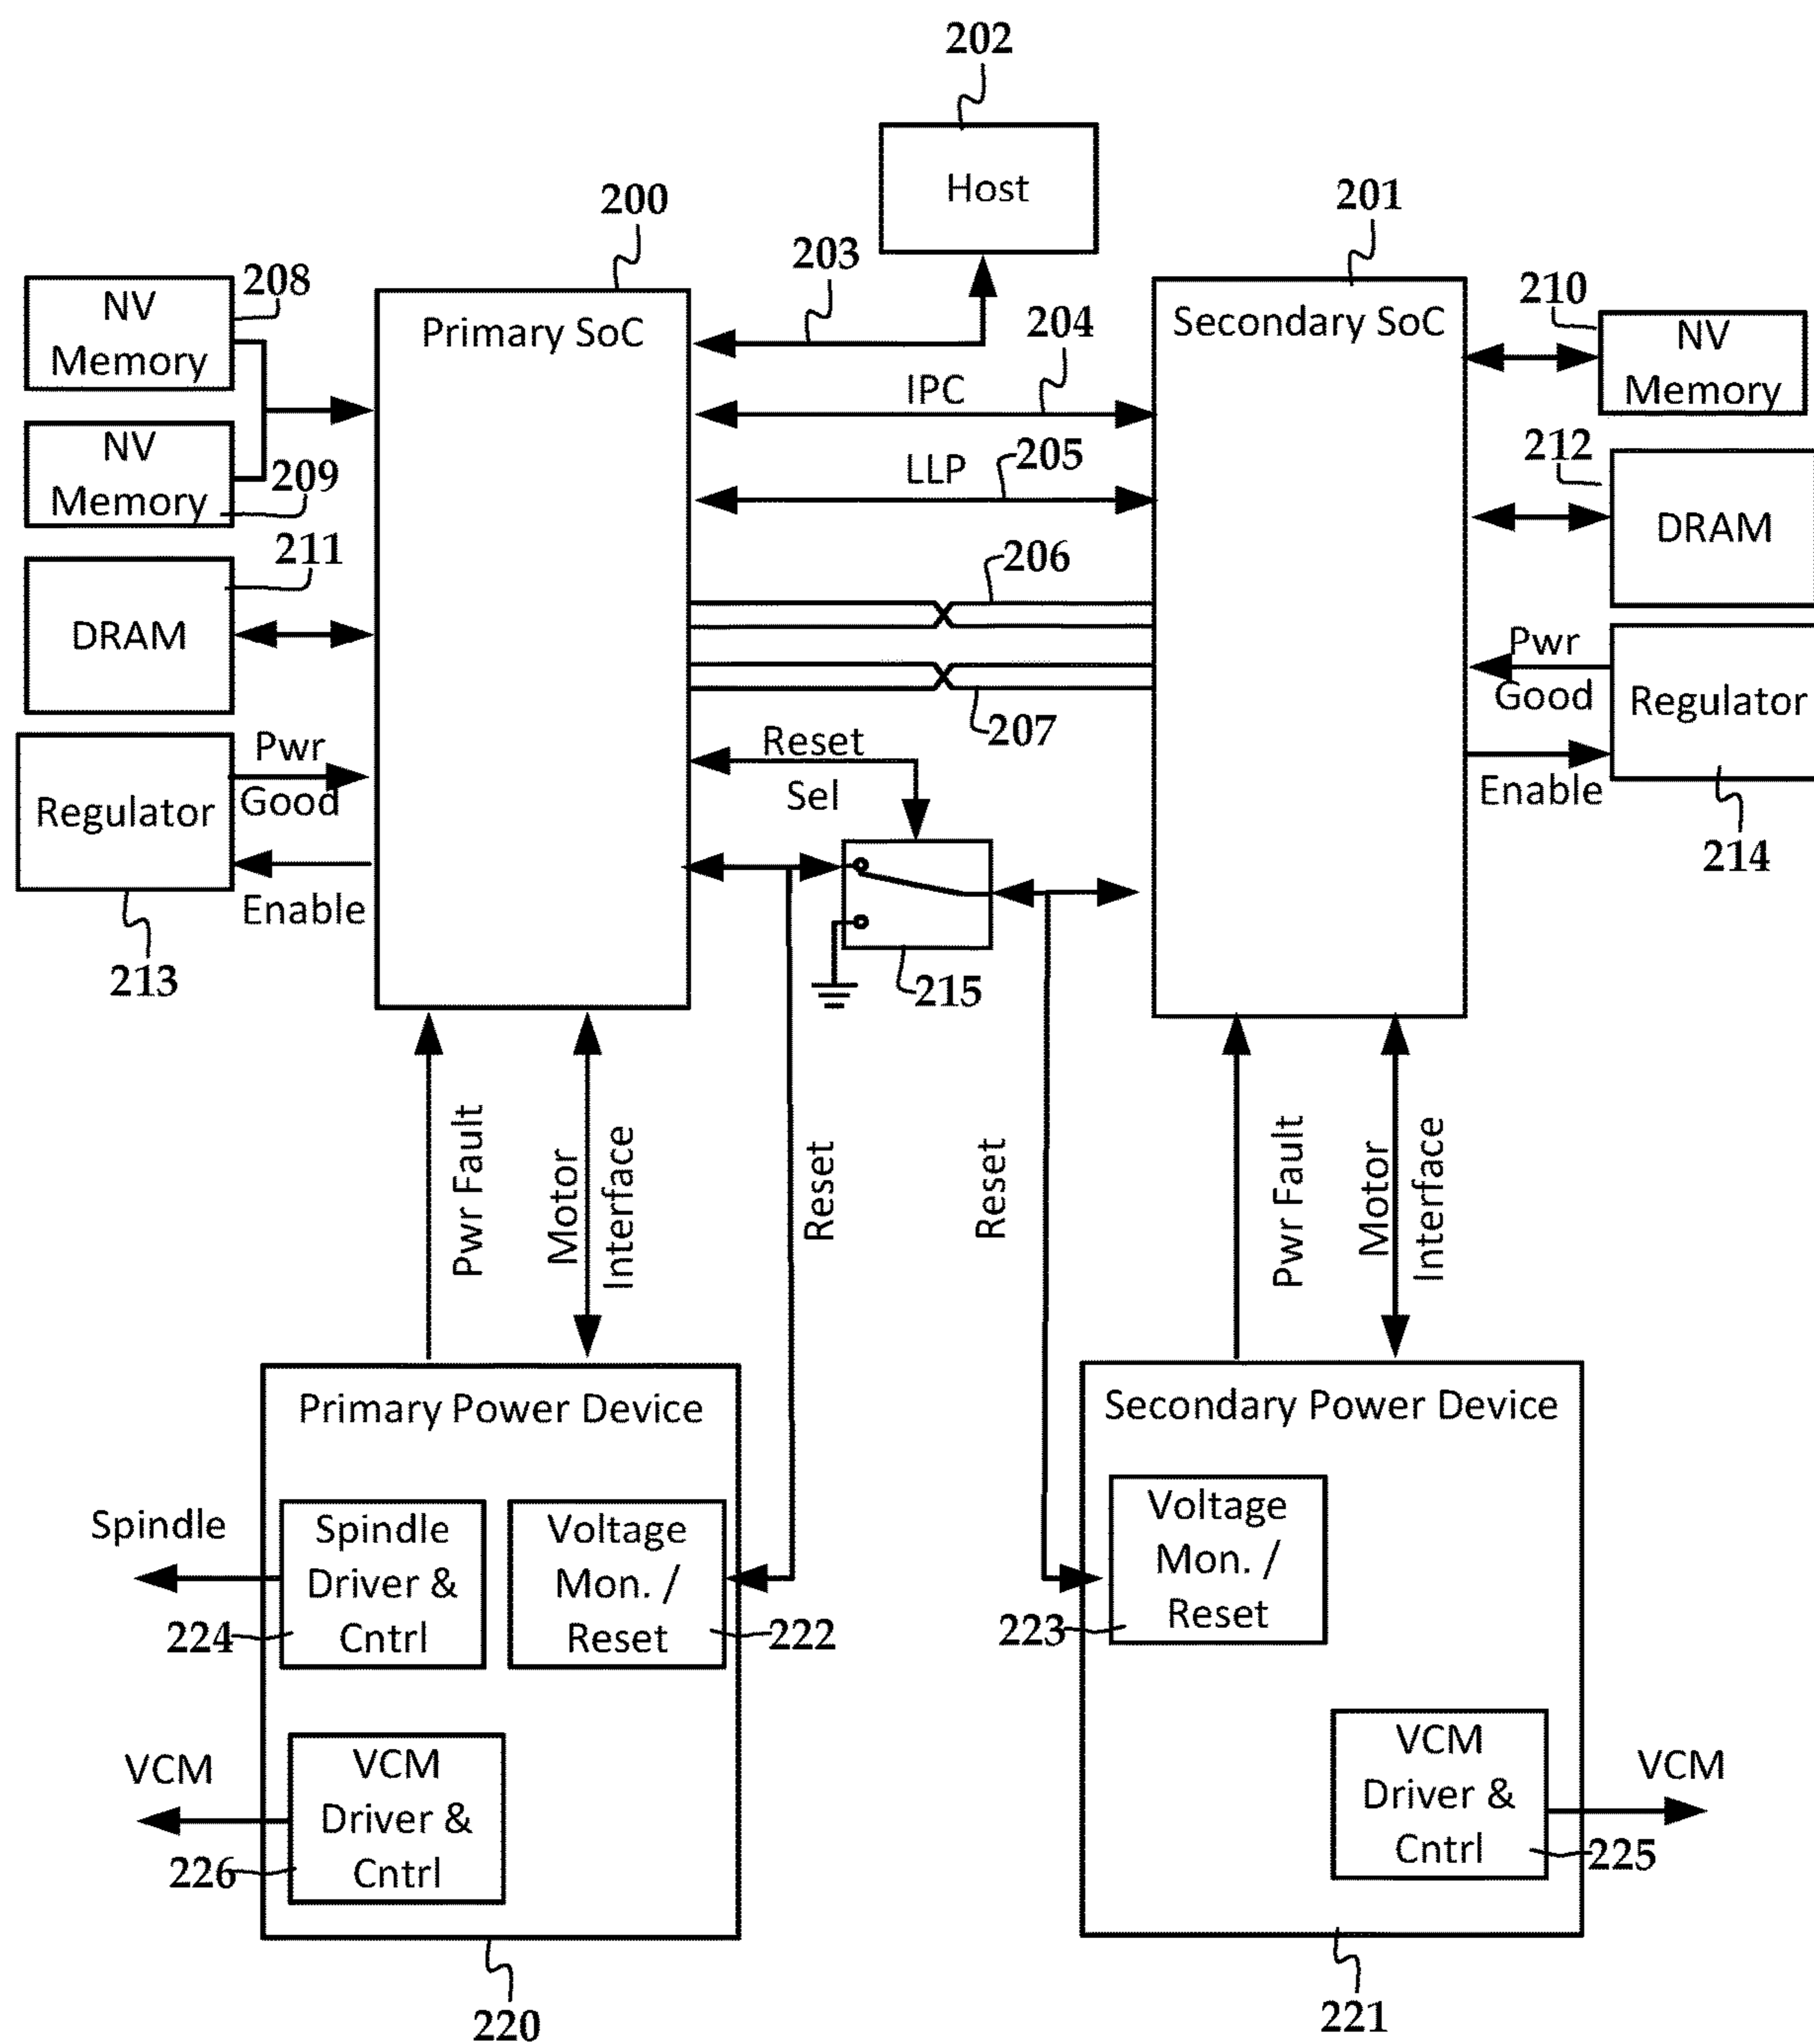 202
Host
200
201
203
208
NV
Memory
Primary SoC
204
Secondary SoC
210
NV
Memory
IPC
NV
Memory
209
LLP
205
212
DRAM
211
DRAM
206
Pwr
Good
Regulator
207
Pwr
Good
Regulator
Reset
Sel
Enable
214
Enable
213
215
Pwr Fault
Motor
Interface
Reset
Reset
Pwr Fault
Motor
Interface
Primary Power Device
Secondary Power Device
Spindle
Spindle
Driver &
Cntrl
224
Voltage
Mon. /
Reset
222
Voltage
Mon. /
Reset
223
VCM
VCM
Driver &
Cntrl
226
VCM
Driver &
Cntrl
VCM
225
220
221